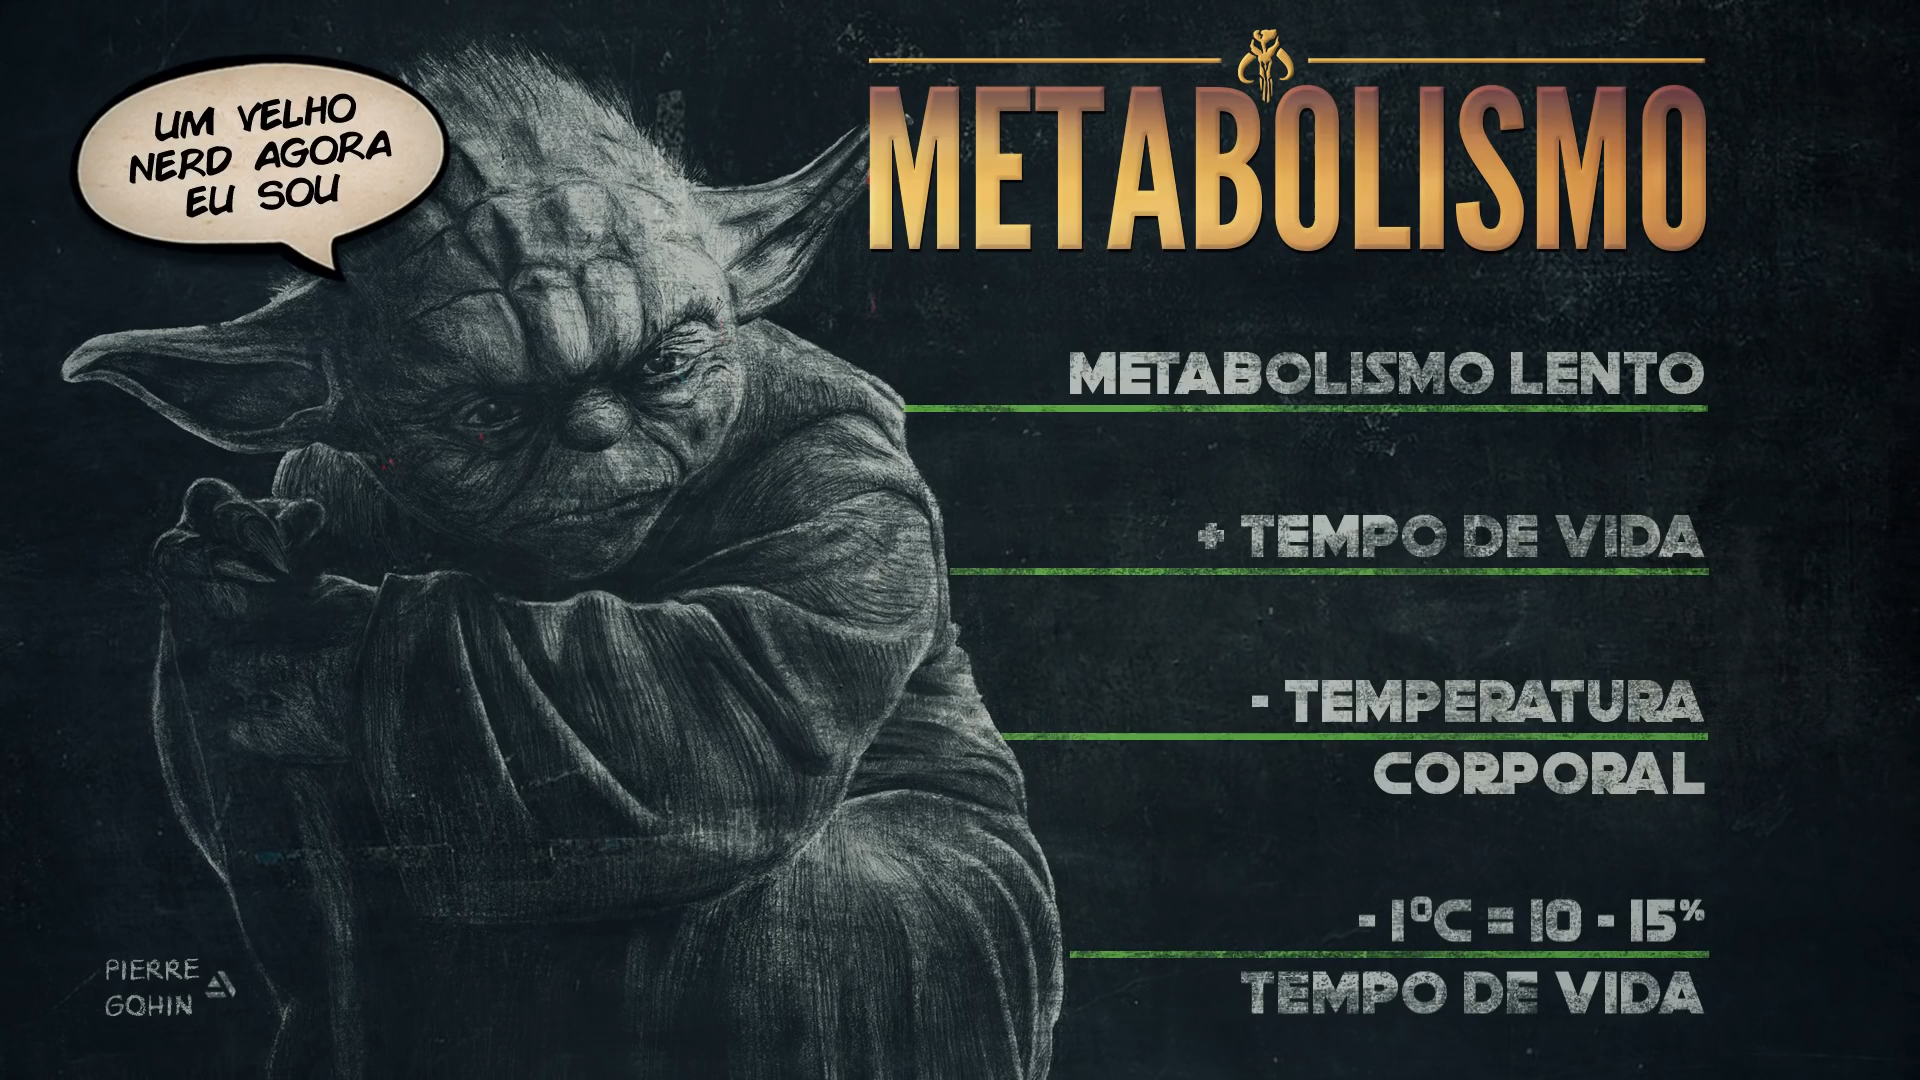 UM VELHO
NERD AGORA
EU SOU
METABOLISMO
METABOLISMO LENTO
+ TEMPO DE VIDA
- TEMPERATURA
CORPORAL
- 1ºC = 10 - 15%
TEMPO DE VIDA
PIERRE
GOHIN